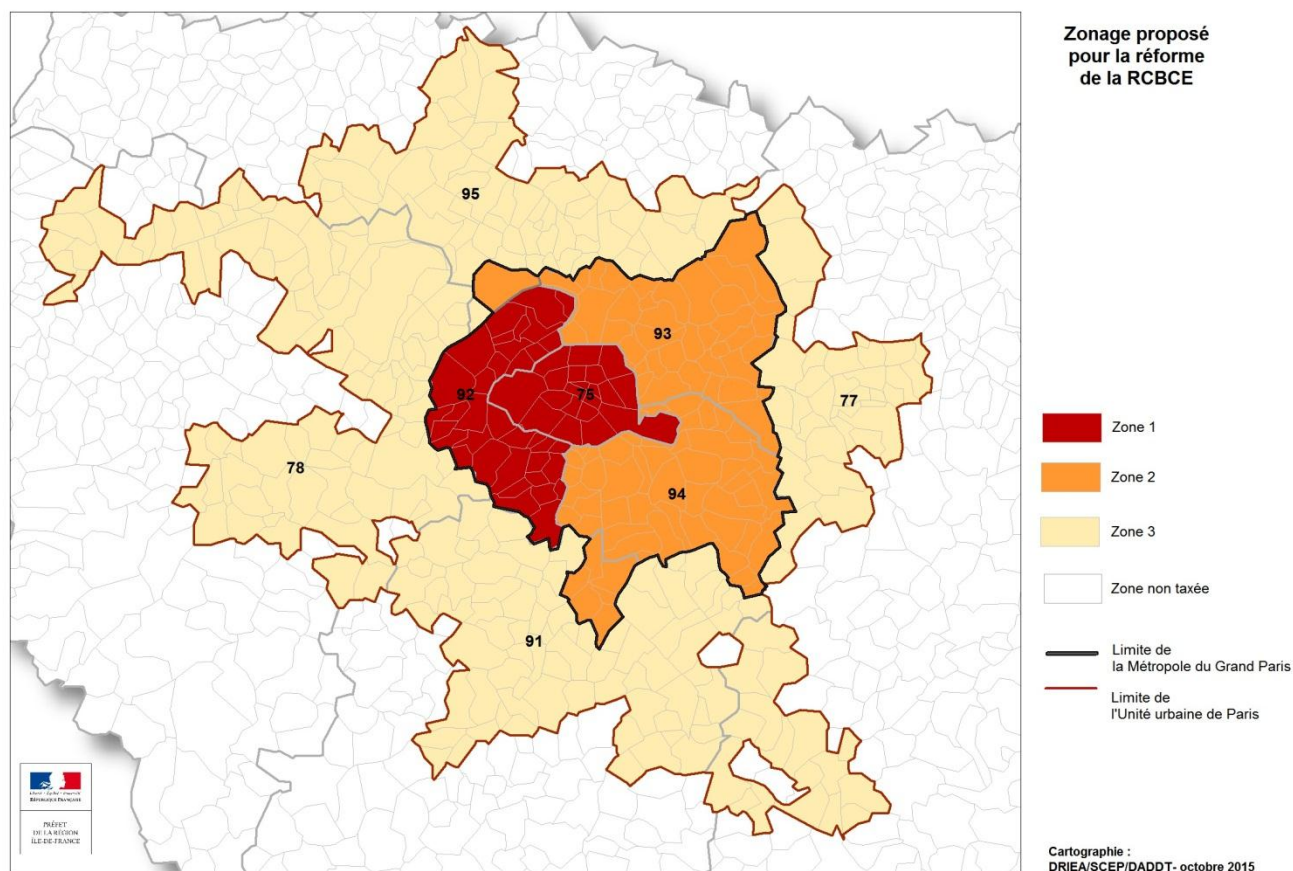 Zonage proposé
pour la réforme
de la RCBCE
95
93
92
75
77
78
94
91
Zone 1
Zone 2
Zone 3
Zone non taxée
Limite de
la Métropole du Grand Paris
Limite de
l'Unité urbaine de Paris
RÉPUBLIQUE FRANÇAISE
PRÉFET
DE LA RÉGION
ÎLE-DE-FRANCE
Cartographie :
DRIEA/SCEP/DADDT- octobre 2015